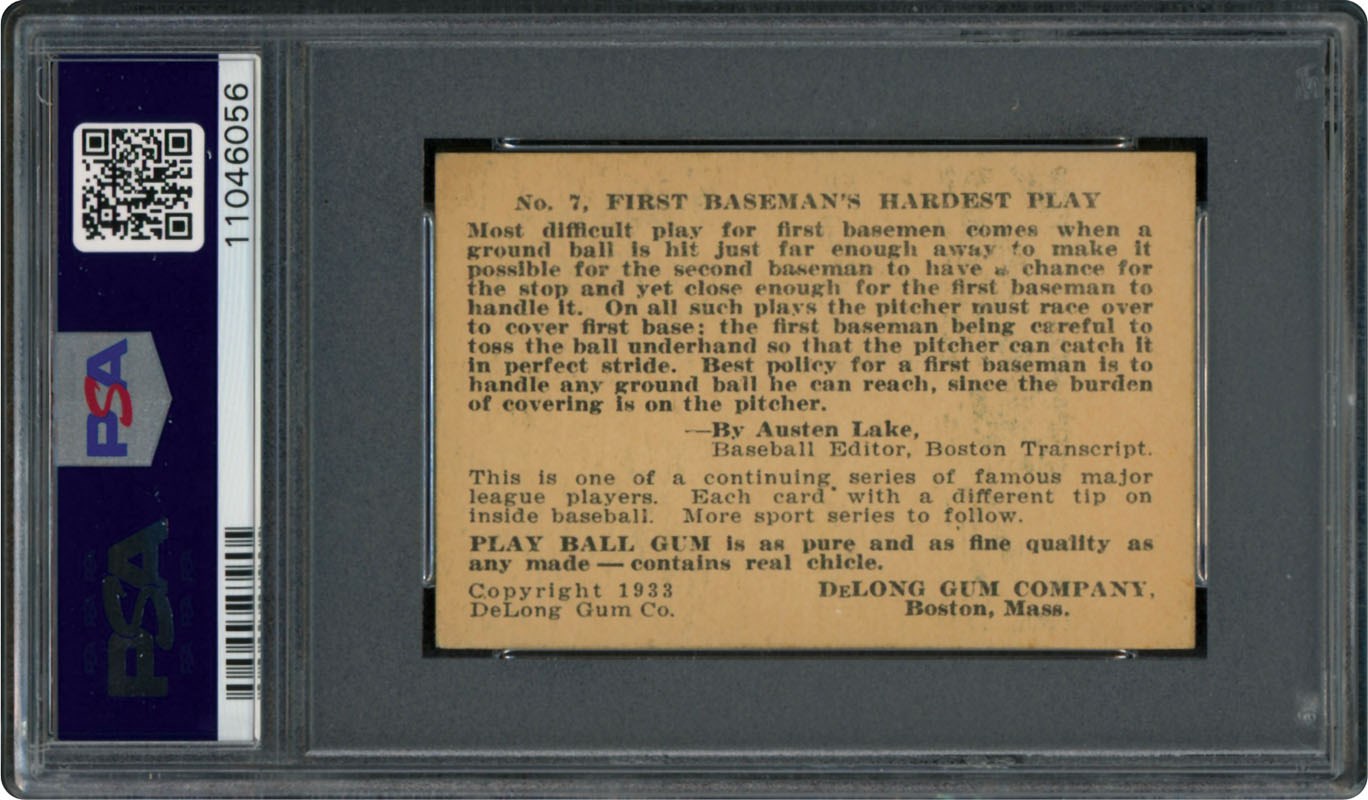 11046056
PSA
PSA
No. 7, FIRST BASEMAN'S HARDEST PLAY
Most difficult play for first basemen comes when a
ground ball is hit just far enough away to make it
possible for the second baseman to have a chance for
the stop and yet close enough for the first baseman to
handle it. On all such plays the pitcher must race over
to cover first base; the first baseman being careful to
toss the ball underhand so that the pitcher can catch it
in perfect stride. Best policy for a first baseman is to
handle any ground ball he can reach, since the burden
of covering is on the pitcher.
—By Austen Lake,
Baseball Editor, Boston Transcript.
This is one of a continuing series of famous major
league players. Each card with a different tip on
inside baseball. More sport series to follow.
PLAY BALL GUM is as pure and as fine quality as
any made — contains real chicle.
Copyright 1933
DeLong Gum Co.
DeLONG GUM COMPANY,
Boston, Mass.